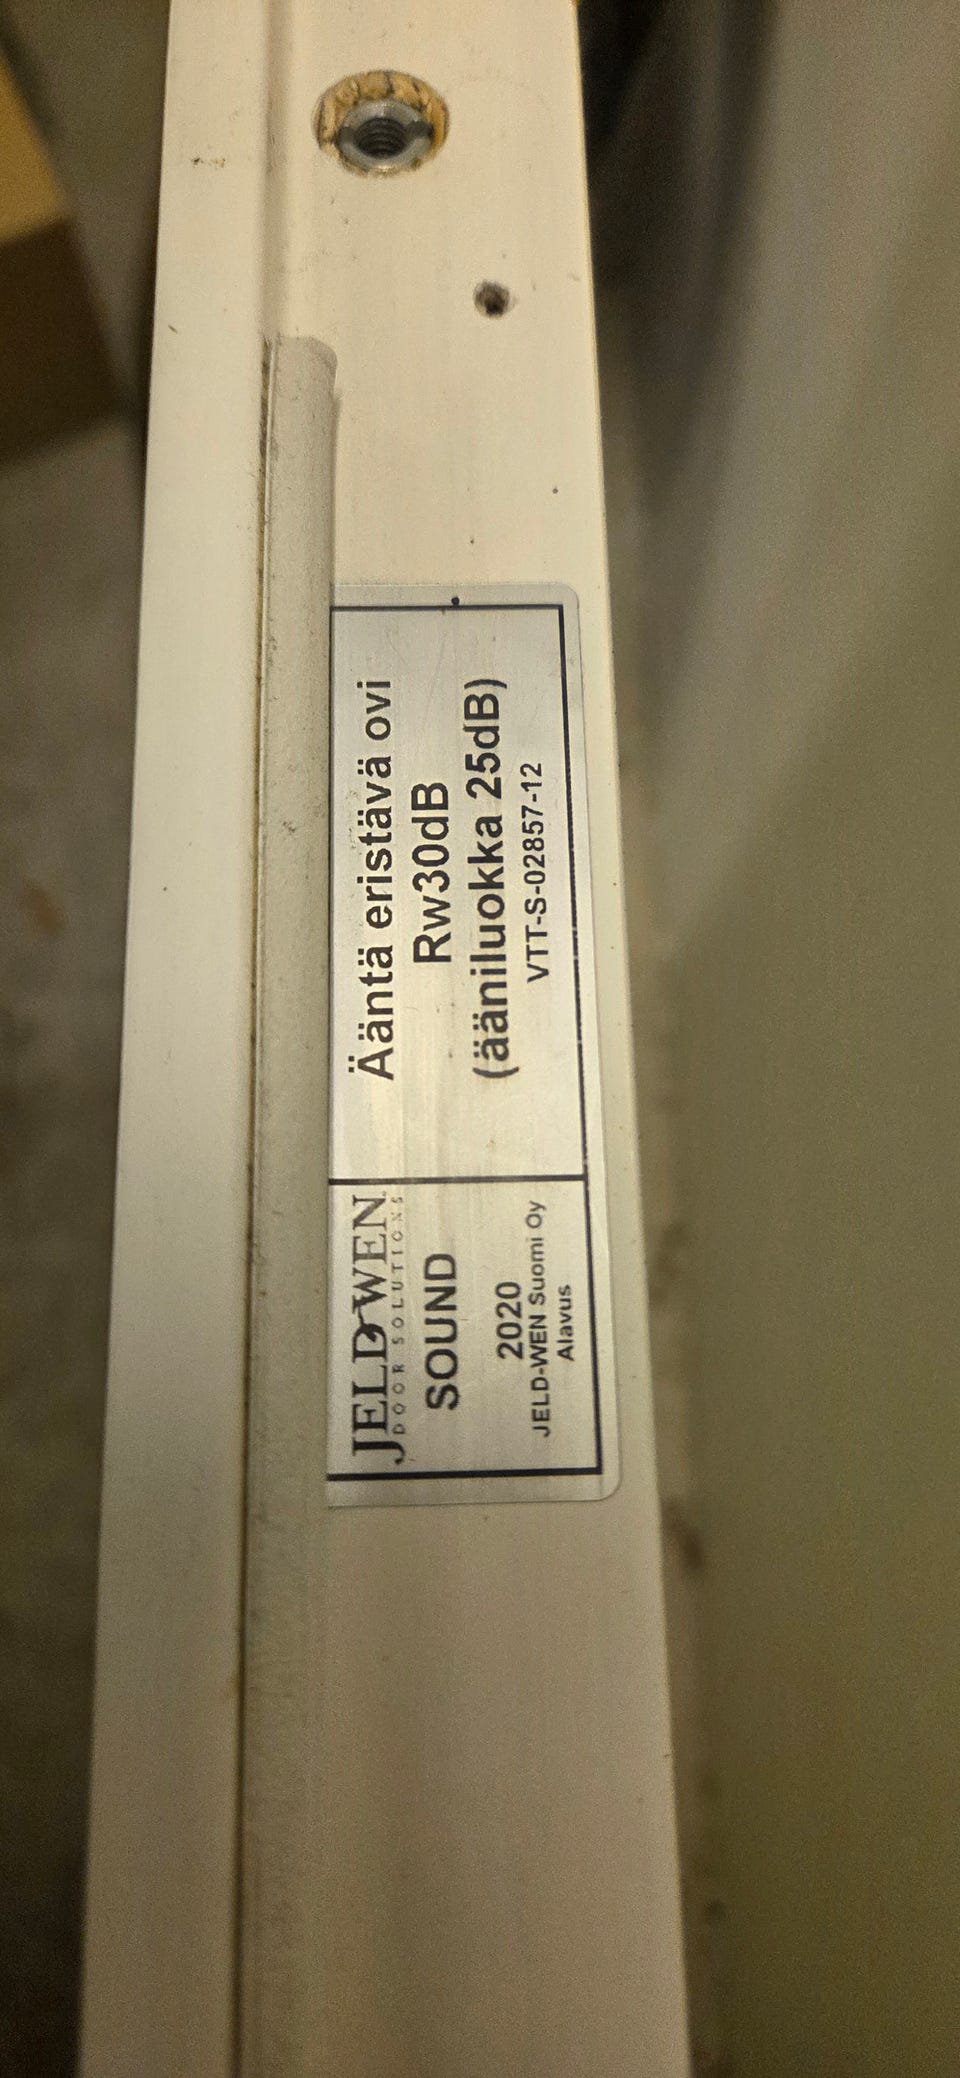 JELD-WEN
DOOR SOLUTIONS
SOUND
2020
JELD-WEN Suomi Oy
Alavus
Ääntä eristävä ovi
Rw30dB
(ääniluokka 25dB)
VTT-S-02857-12